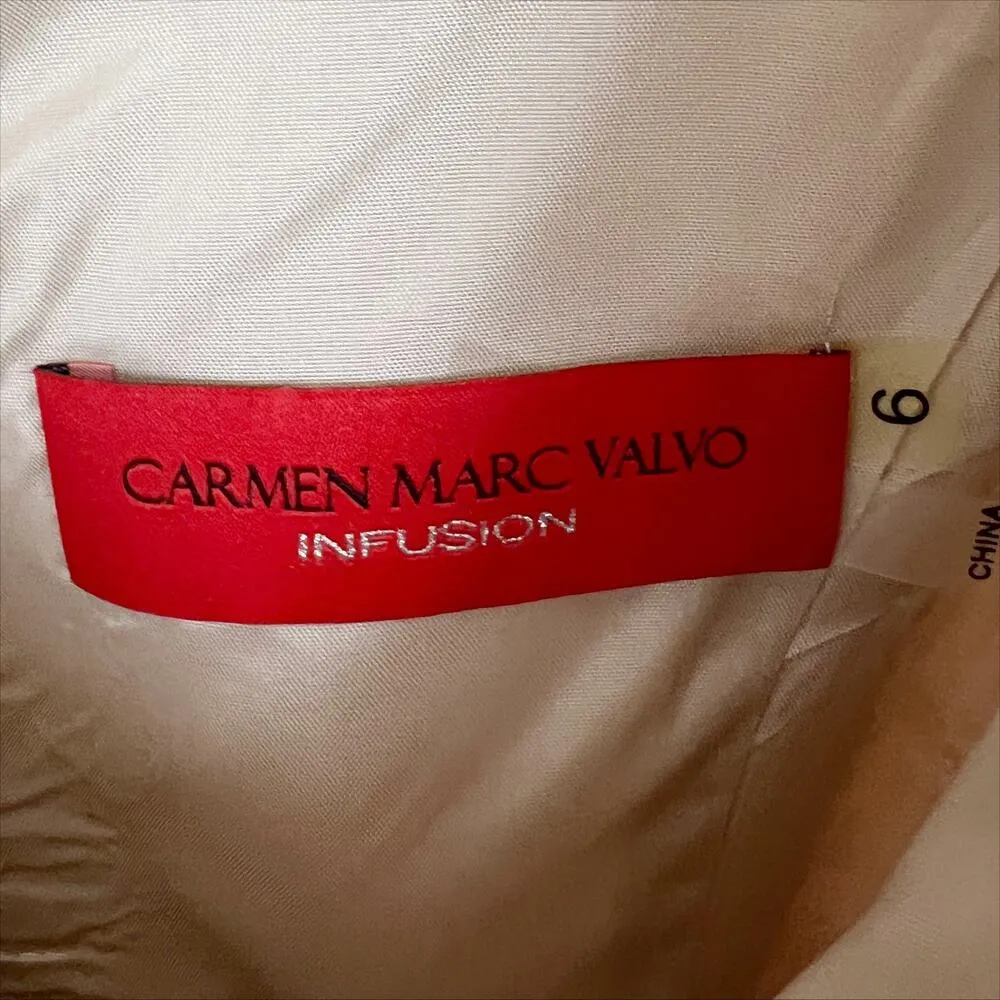 CARMEN MARC VALVO
INFUSION
6
CHINA